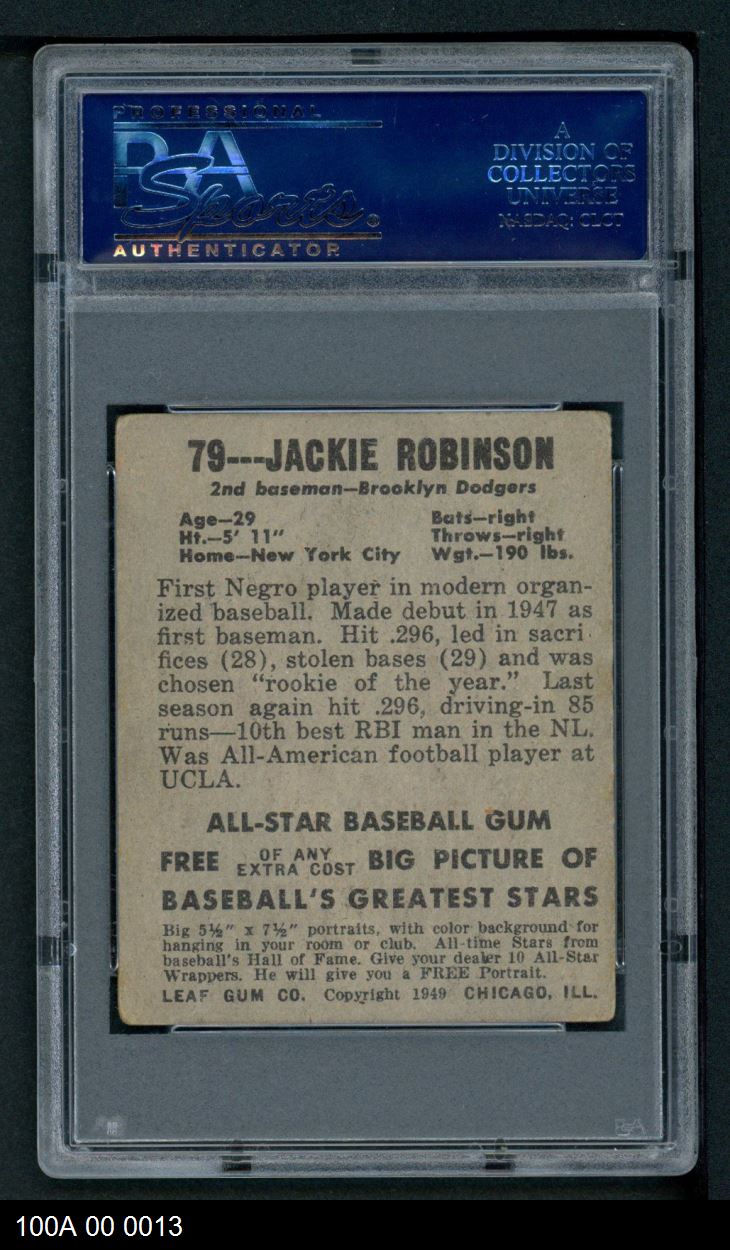 PROFESSIONAL
PSA
Sports®
AUTHENTICATOR
A
DIVISION OF
COLLECTORS
UNIVERSE
NASDAQ: CLCT
79---JACKIE ROBINSON
2nd baseman—Brooklyn Dodgers
Age—29 Bats—right
Ht.—5' 11" Throws—right
Home—New York City Wgt.—190 lbs.
First Negro player in modern organ-
ized baseball. Made debut in 1947 as
first baseman. Hit .296, led in sacri-
fices (28), stolen bases (29) and was
chosen "rookie of the year." Last
season again hit .296, driving-in 85
runs—10th best RBI man in the NL.
Was All-American football player at
UCLA.
ALL-STAR BASEBALL GUM
FREE OF ANY EXTRA COST BIG PICTURE OF
BASEBALL'S GREATEST STARS
Big 5½" x 7½" portraits, with color background for
hanging in your room or club. All-time Stars from
baseball's Hall of Fame. Give your dealer 10 All-Star
Wrappers. He will give you a FREE Portrait.
LEAF GUM CO. Copyright 1949 CHICAGO, ILL.
PSA
100A 00 0013